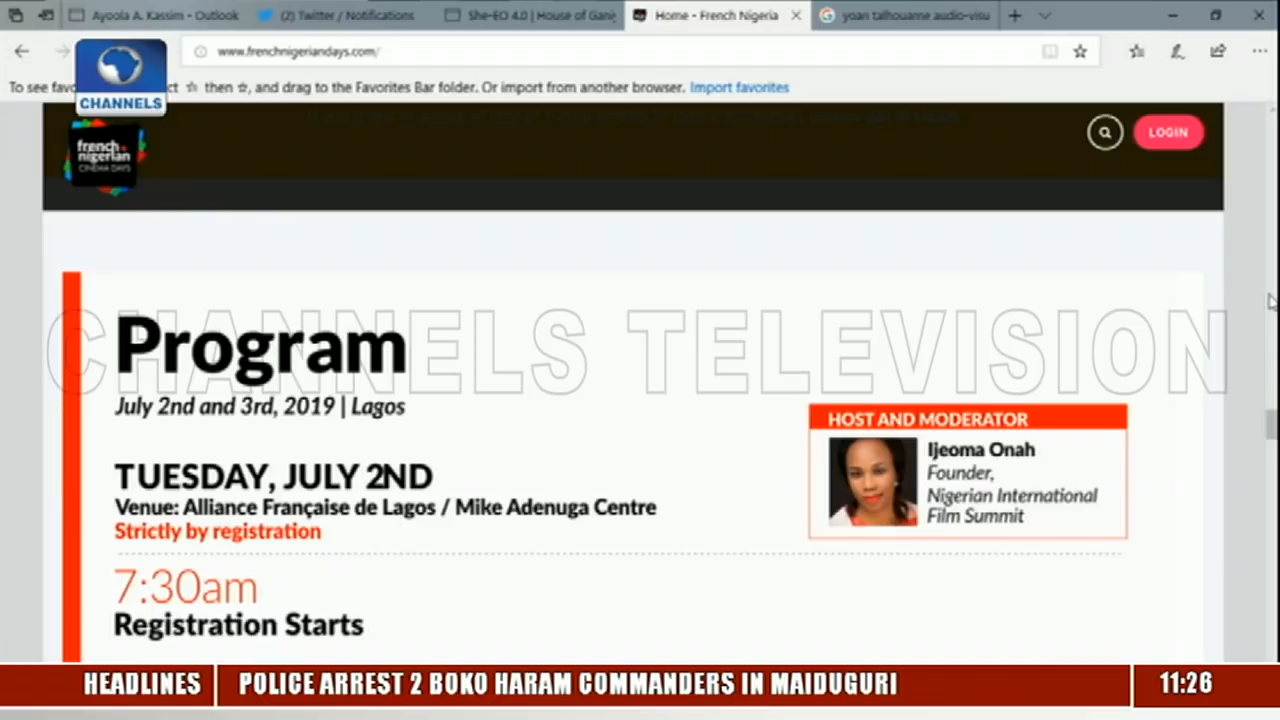 Ayoola A. Kassim - Outlook
(2) Twitter / Notifications
She-EO 4.0 | House of Gani
Home - French Nigeria
yoan talhouame audio-visu
www.frenchnigeriandays.com/
To see favo
ct ☆ then ☆, and drag to the Favorites Bar folder. Or import from another browser. Import favorites
CHANNELS
french
nigerian
CINEMA DAYS
LOGIN
Program
CHANNELS TELEVISION
July 2nd and 3rd, 2019 | Lagos
HOST AND MODERATOR
Ijeoma Onah
Founder,
Nigerian International
Film Summit
TUESDAY, JULY 2ND
Venue: Alliance Française de Lagos / Mike Adenuga Centre
Strictly by registration
7:30am
Registration Starts
HEADLINES
POLICE ARREST 2 BOKO HARAM COMMANDERS IN MAIDUGURI
11:26